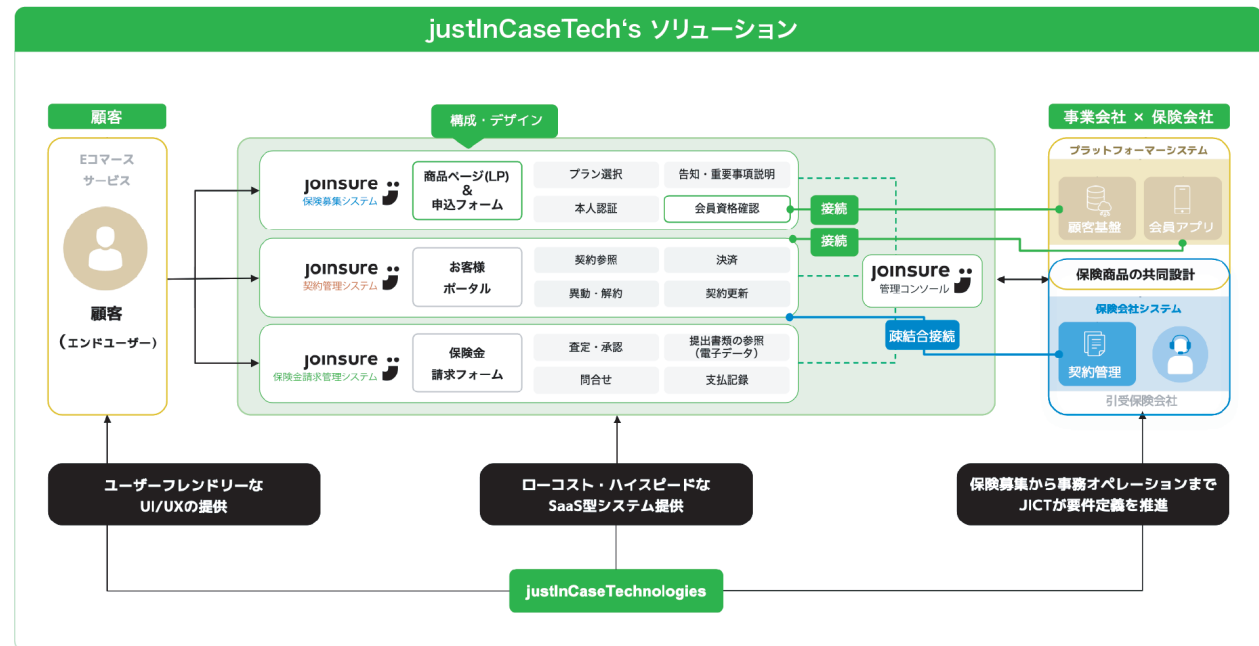 justInCaseTech's ソリューション
顧客
Eコマース
サービス
顧客
(エンドユーザー)
構成・デザイン
joinsure
保険募集システム
商品ページ(LP)
&
申込フォーム
プラン選択
告知・重要事項説明
本人認証
会員資格確認
joinsure
契約管理システム
お客様
ポータル
契約参照
決済
異動・解約
契約更新
joinsure
保険金請求管理システム
保険金
請求フォーム
査定・承認
提出書類の参照
(電子データ)
問合せ
支払記録
接続
接続
joinsure
管理コンソール
疎結合接続
事業会社 × 保険会社
プラットフォーマーシステム
顧客基盤
会員アプリ
保険商品の共同設計
保険会社システム
契約管理
引受保険会社
ユーザーフレンドリーな
UI/UXの提供
ローコスト・ハイスピードな
SaaS型システム提供
保険募集から事務オペレーションまで
JICTが要件定義を推進
justInCaseTechnologies